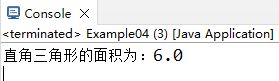 Console
<terminated> Example04 (3) [Java Application]
直角三角形的面积为：6.0